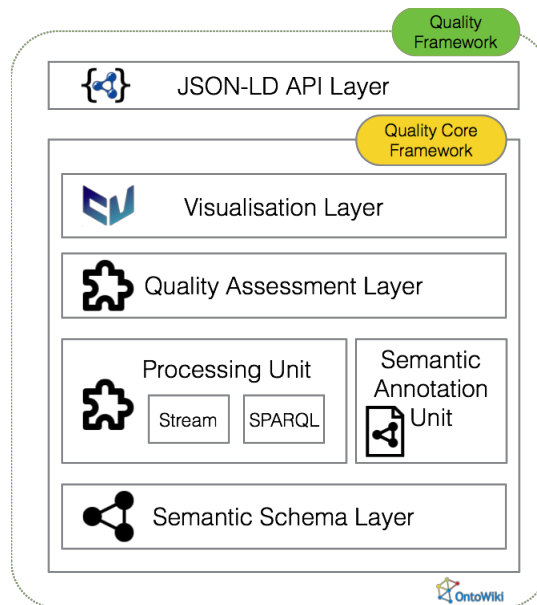 Quality
Framework
JSON-LD API Layer
Quality Core
Framework
Visualisation Layer
Quality Assessment Layer
Processing Unit
Stream
SPARQL
Semantic
Annotation
Unit
Semantic Schema Layer
OntoWiki